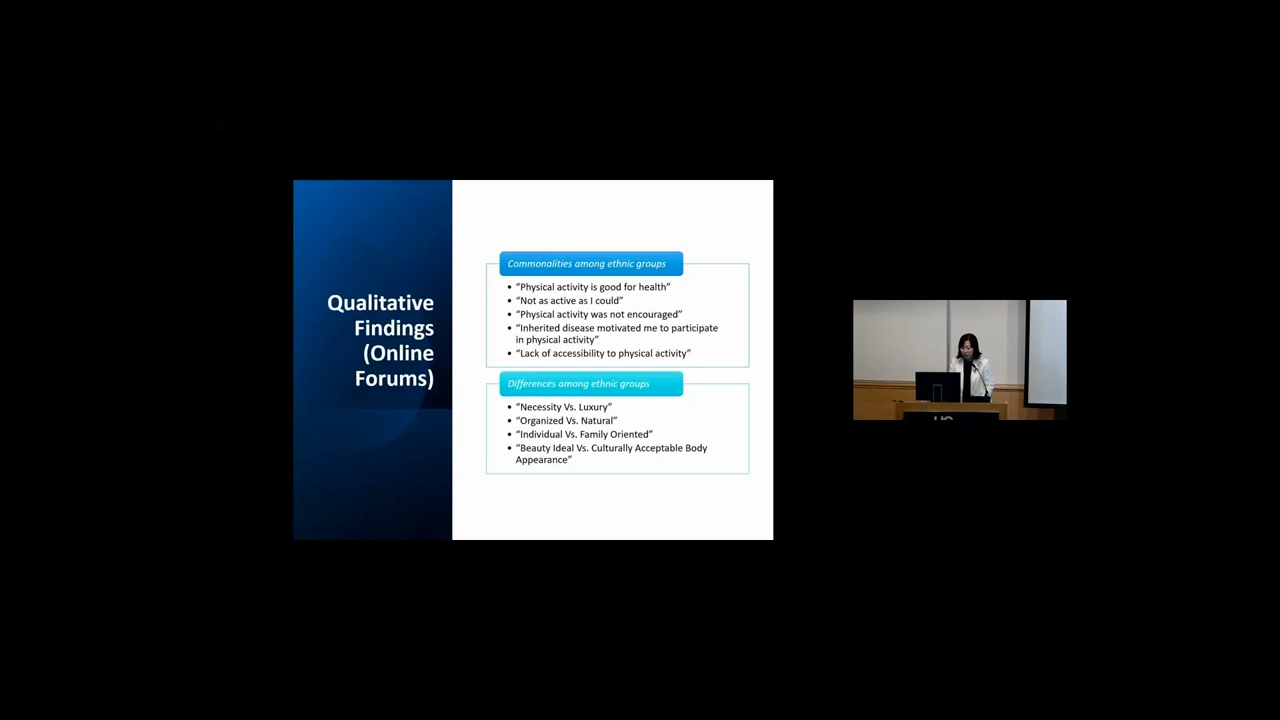 Qualitative
Findings
(Online
Forums)
Commonalities among ethnic groups
• “Physical activity is good for health”
• “Not as active as I could”
• “Physical activity was not encouraged”
• “Inherited disease motivated me to participate
in physical activity”
• “Lack of accessibility to physical activity”
Differences among ethnic groups
• “Necessity Vs. Luxury”
• “Organized Vs. Natural”
• “Individual Vs. Family Oriented”
• “Beauty Ideal Vs. Culturally Acceptable Body
Appearance”